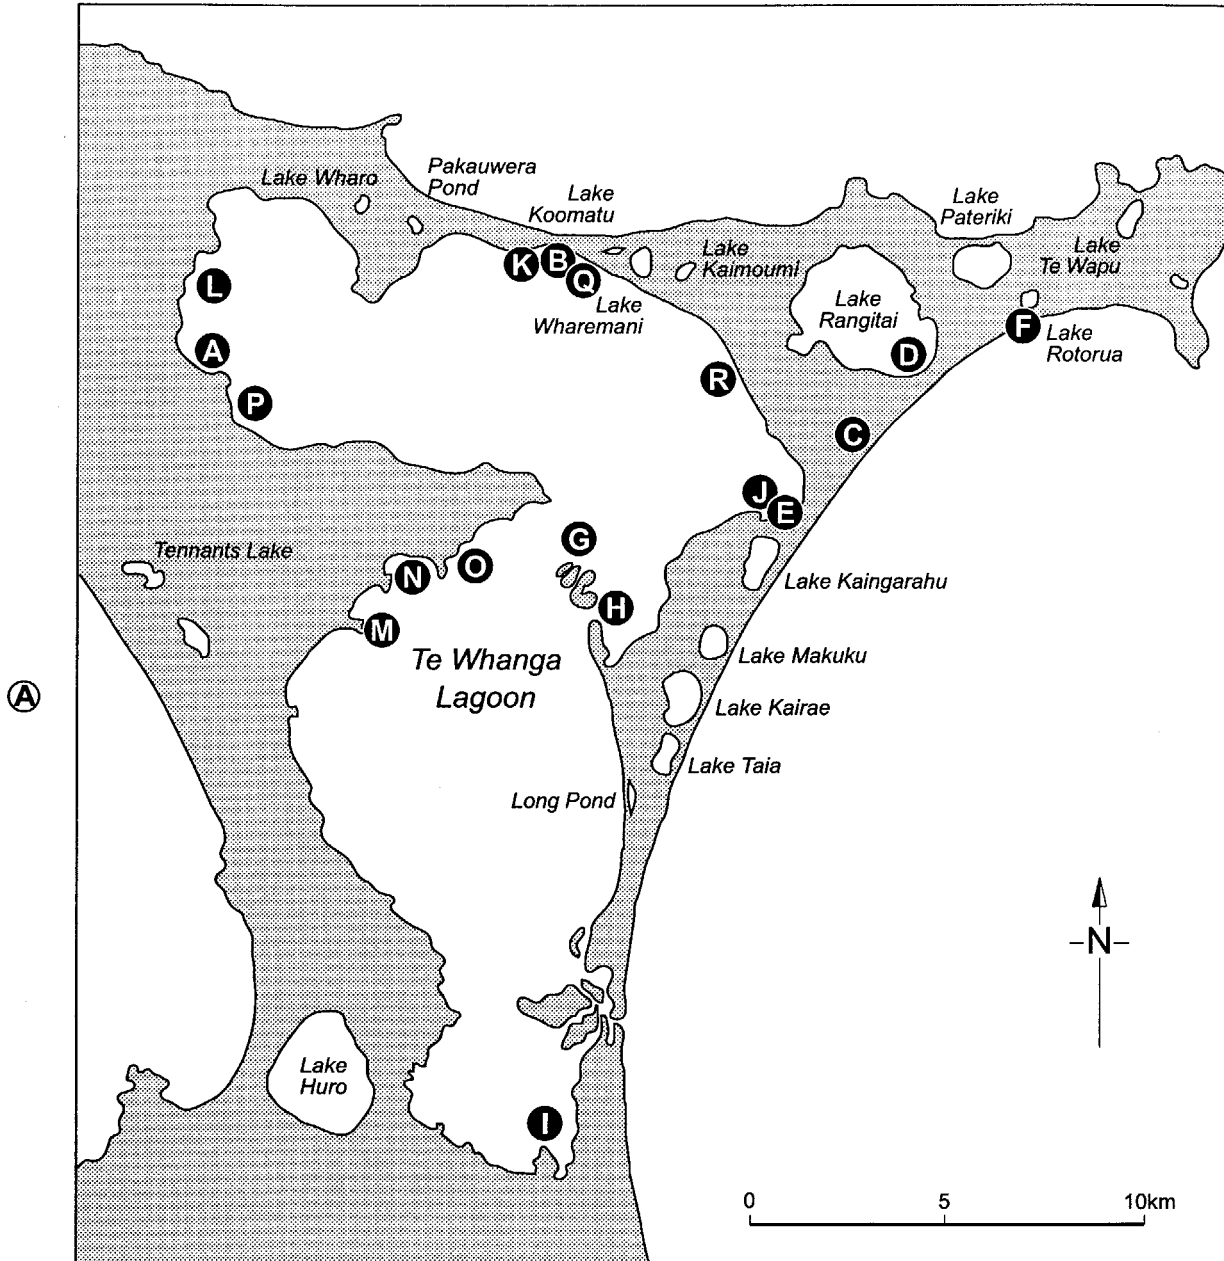 Pakauwera
Pond
Lake Wharo
Lake
Koomatu
Lake
Pateriki
Lake
Te Wapu
Lake
Kaimoumi
K
B
Q
L
Lake
Wharemani
Lake
Rangitai
F
Lake
Rotorua
A
D
R
P
C
J
E
G
Tennants Lake
N
O
Lake Kaingarahu
H
M
Te Whanga
Lagoon
Lake Makuku
A
Lake Kairae
Lake Taia
Long Pond
N
Lake
Huro
I
0 5 10km